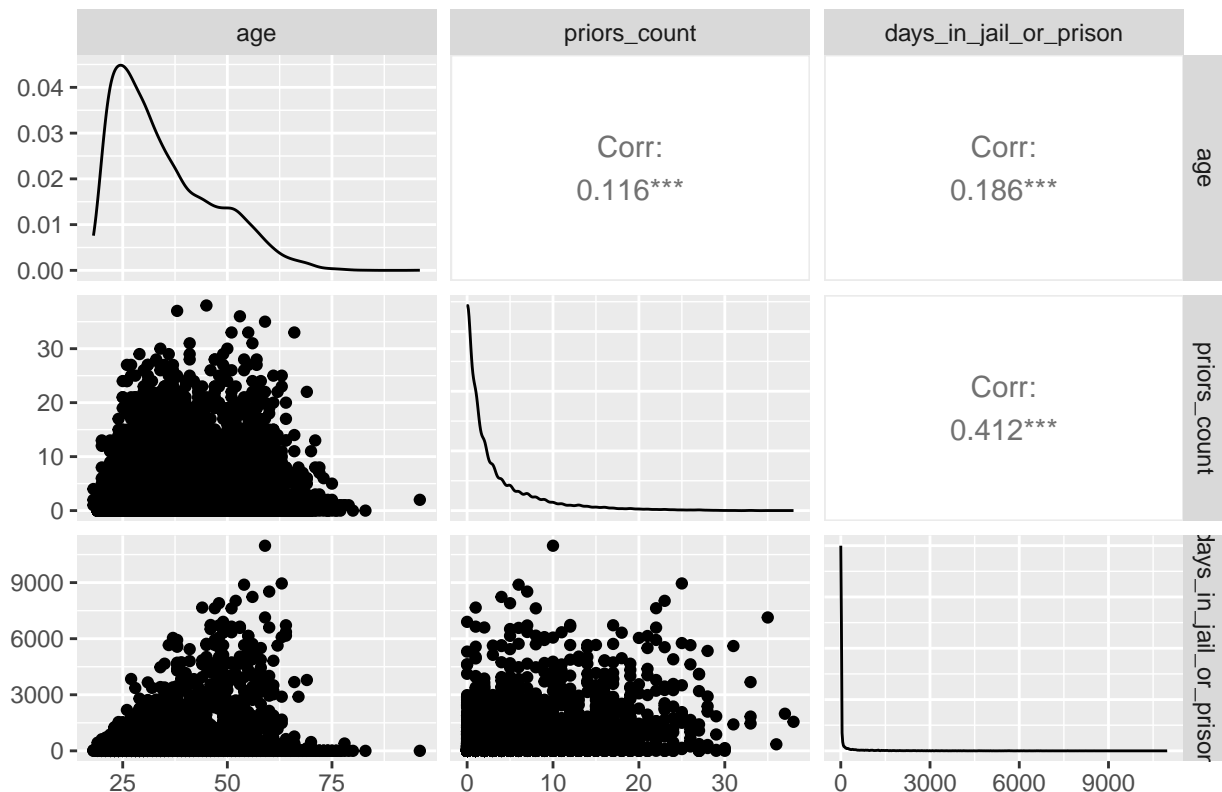 age
priors_count
days_in_jail_or_prison
0.04
0.03
0.02
0.01
0.00
Corr:
0.116***
Corr:
0.186***
age
30
20
10
0
Corr:
0.412***
priors_count
9000
6000
3000
0
days_in_jail_or_prison
25 50 75
0 10 20 30
0 3000 6000 9000